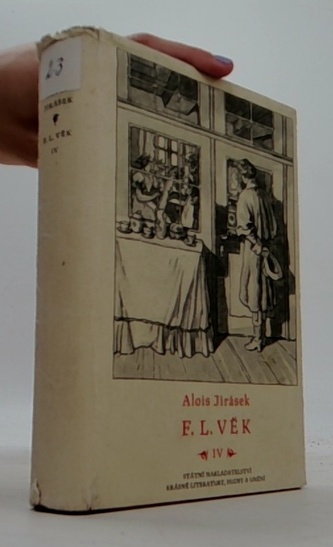 23
JIRÁSEK
F. L. VĚK
IV
Alois Jirásek
F. L. VĚK
IV
STÁTNÍ NAKLADATELSTVÍ
KRÁSNÉ LITERATURY, HUDBY A UMĚNÍ